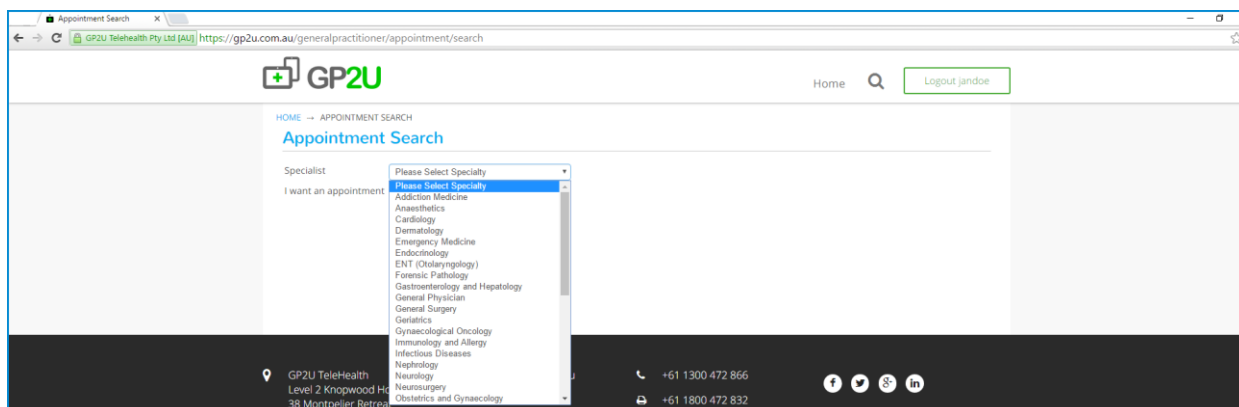 Appointment Search
GP2U Telehealth Pty Ltd [AU] https://gp2u.com.au/generalpractitioner/appointment/search
GP2U
Home
Logout jandoe
HOME → APPOINTMENT SEARCH
Appointment Search
Specialist
Please Select Specialty
I want an appointment
Please Select Specialty
Addiction Medicine
Anaesthetics
Cardiology
Dermatology
Emergency Medicine
Endocrinology
ENT (Otolaryngology)
Forensic Pathology
Gastroenterology and Hepatology
General Physician
General Surgery
Geriatrics
Gynaecological Oncology
Immunology and Allergy
Infectious Diseases
Nephrology
Neurology
Neurosurgery
Obstetrics and Gynaecology
GP2U TeleHealth
Level 2 Knopwood
38 Montpelier
+61 1300 472 866
+61 1800 472 832